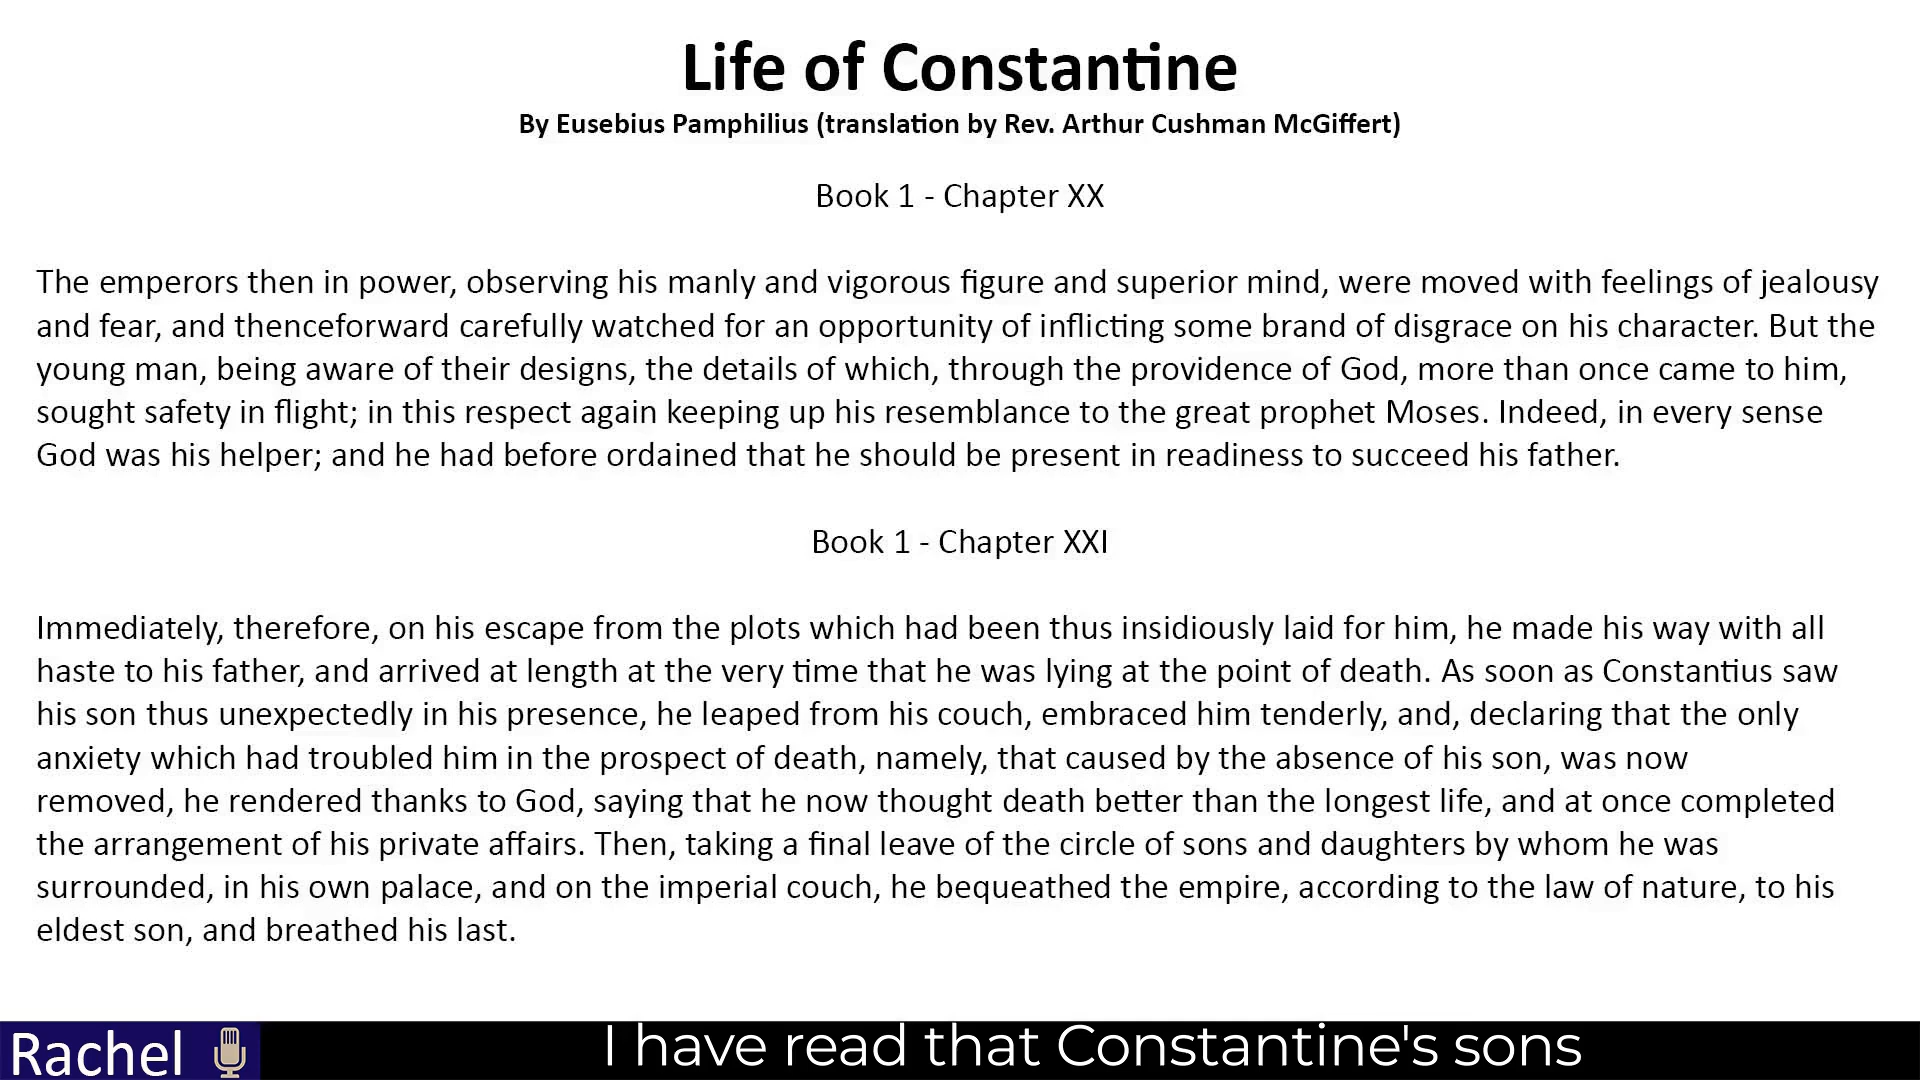 Life of Constantine
By Eusebius Pamphilius (translation by Rev. Arthur Cushman McGiffert)
Book 1 - Chapter XX
The emperors then in power, observing his manly and vigorous figure and superior mind, were moved with feelings of jealousy
and fear, and thenceforward carefully watched for an opportunity of inflicting some brand of disgrace on his character. But the
young man, being aware of their designs, the details of which, through the providence of God, more than once came to him,
sought safety in flight; in this respect again keeping up his resemblance to the great prophet Moses. Indeed, in every sense
God was his helper; and he had before ordained that he should be present in readiness to succeed his father.
Book 1 - Chapter XXI
Immediately, therefore, on his escape from the plots which had been thus insidiously laid for him, he made his way with all
haste to his father, and arrived at length at the very time that he was lying at the point of death. As soon as Constantius saw
his son thus unexpectedly in his presence, he leaped from his couch, embraced him tenderly, and, declaring that the only
anxiety which had troubled him in the prospect of death, namely, that caused by the absence of his son, was now
removed, he rendered thanks to God, saying that he now thought death better than the longest life, and at once completed
the arrangement of his private affairs. Then, taking a final leave of the circle of sons and daughters by whom he was
surrounded, in his own palace, and on the imperial couch, he bequeathed the empire, according to the law of nature, to his
eldest son, and breathed his last.
Rachel
I have read that Constantine's sons